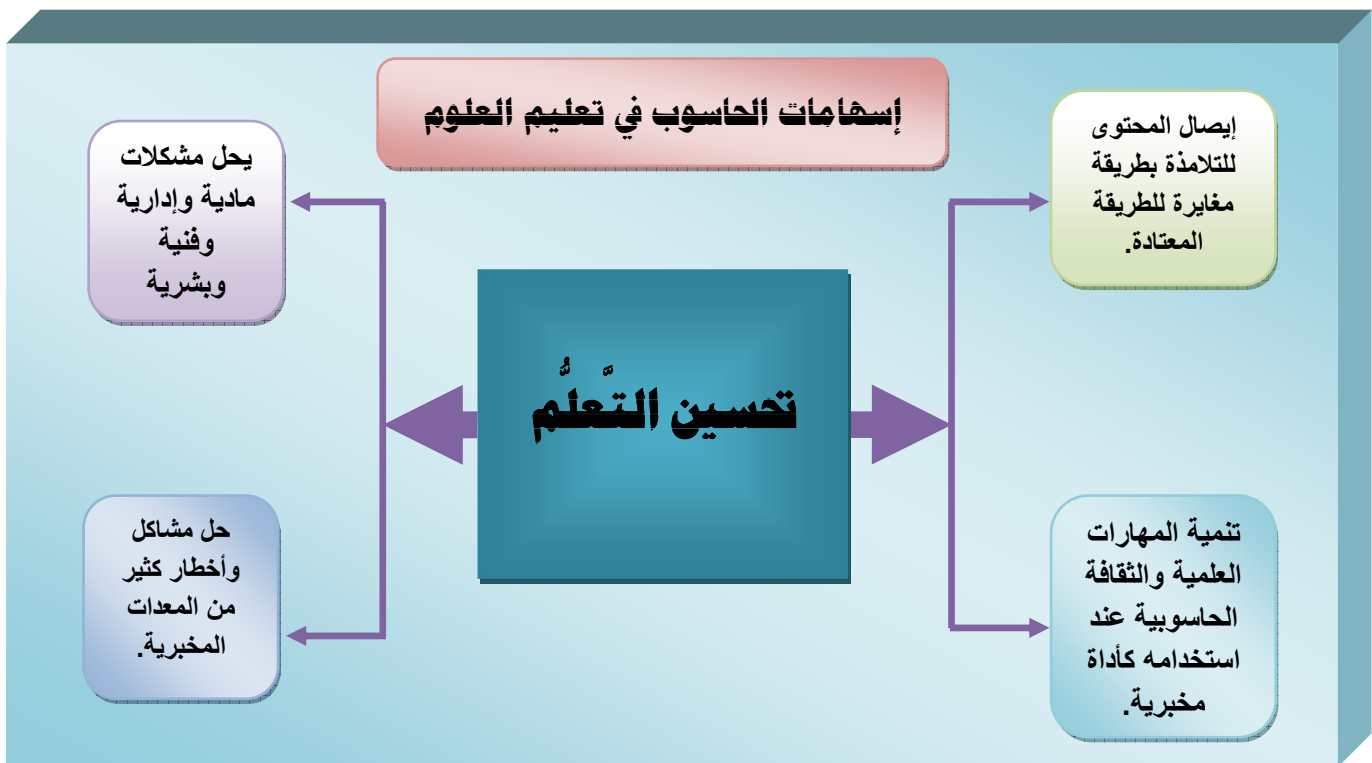 إسهامات الحاسوب في تعليم العلوم
إيصال المحتوى
للتلامذة بطريقة
مغايرة للطريقة
المعتادة.
يحل مشكلات
مادية وإدارية
وفنية
وبشرية
تحسين التَّعلُّم
تنمية المهارات
العلمية والثقافة
الحاسوبية عند
استخدامه كأداة
مخبرية.
حل مشاكل
وأخطار كثير
من المعدات
المخبرية.